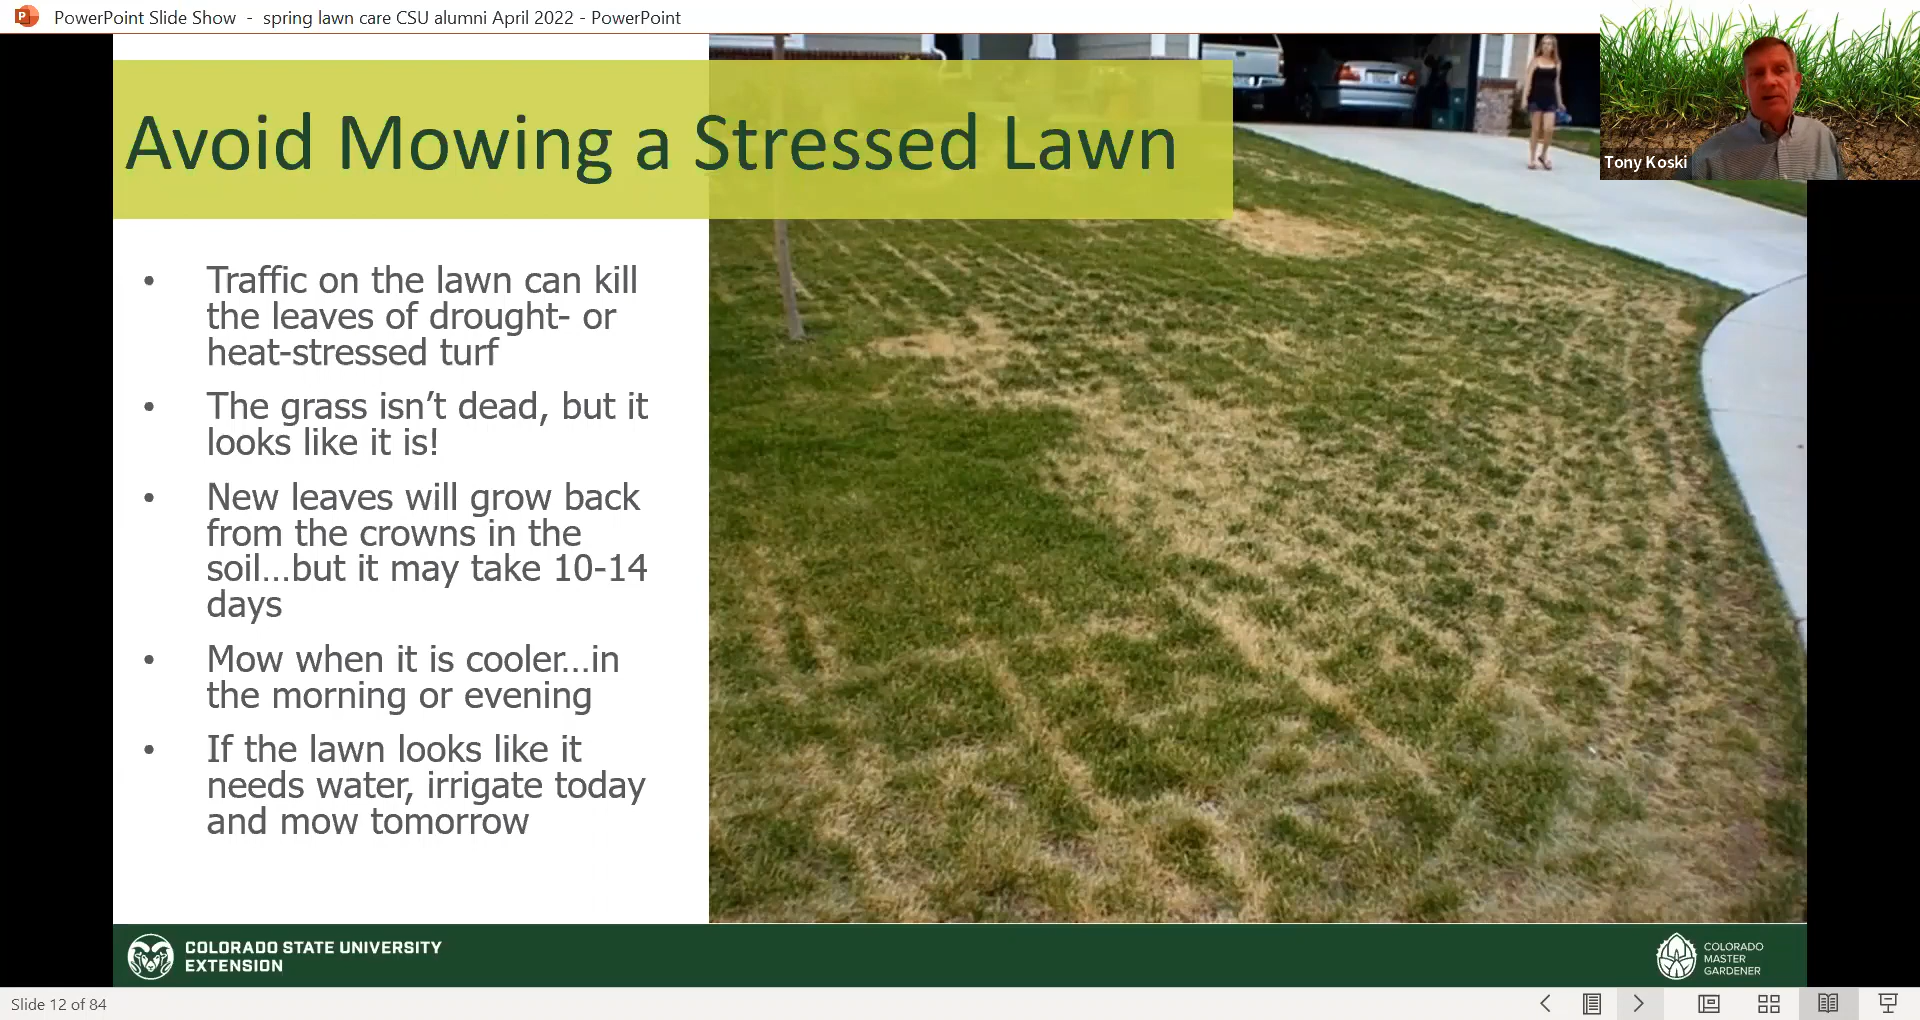 PowerPoint Slide Show - spring lawn care CSU alumni April 2022 - PowerPoint
Tony Koski
Avoid Mowing a Stressed Lawn
• Traffic on the lawn can kill
the leaves of drought- or
heat-stressed turf
• The grass isn’t dead, but it
looks like it is!
• New leaves will grow back
from the crowns in the
soil…but it may take 10-14
days
• Mow when it is cooler…in
the morning or evening
• If the lawn looks like it
needs water, irrigate today
and mow tomorrow
COLORADO STATE UNIVERSITY
EXTENSION
COLORADO
MASTER
GARDENER
Slide 12 of 84